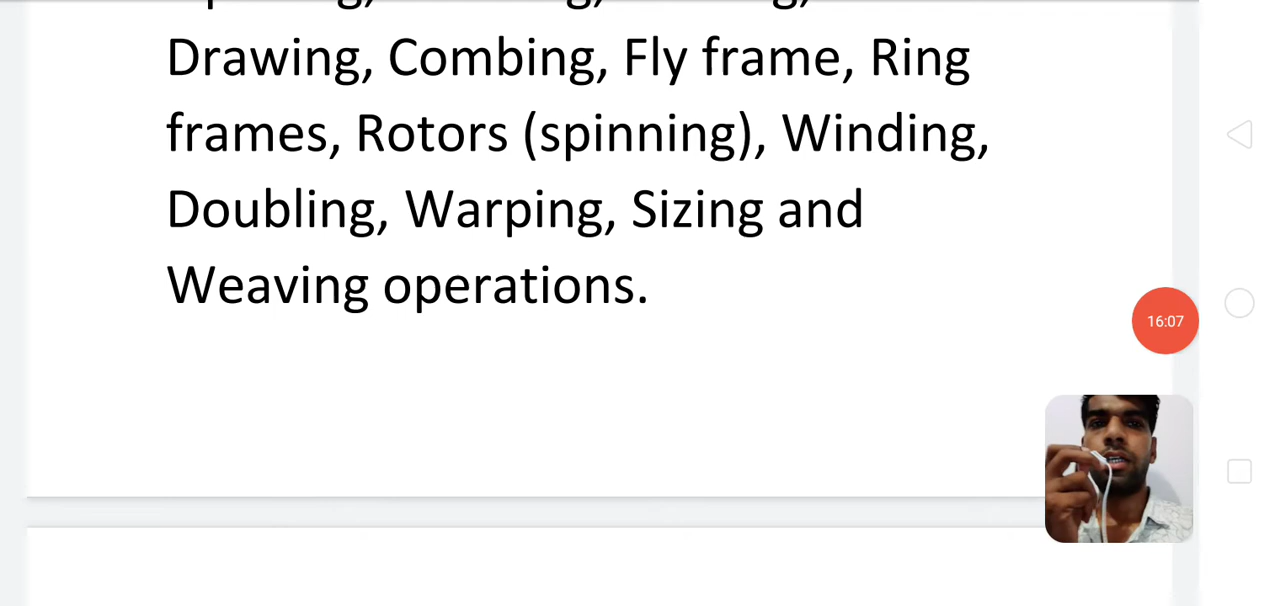 Drawing, Combing, Fly frame, Ring
frames, Rotors (spinning), Winding,
Doubling, Warping, Sizing and
Weaving operations.
16:07